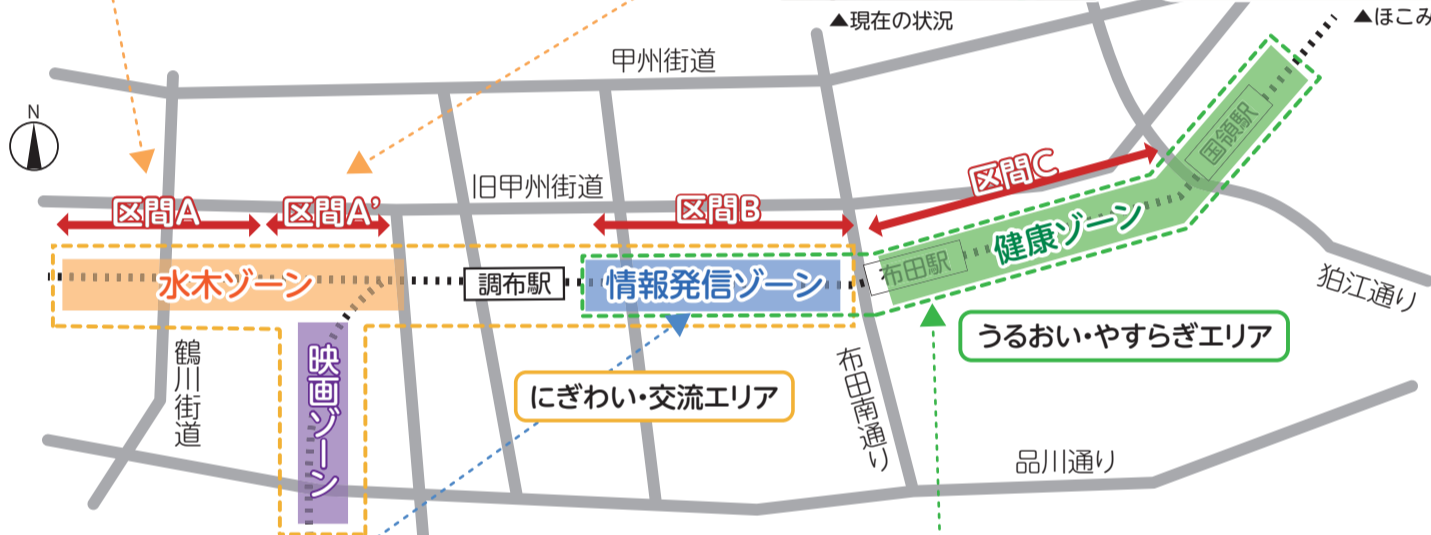 ▲現在の状況
▲ほこみ
甲州街道
N
旧甲州街道
区間A
区間A’
区間B
区間C
国領駅
健康ゾーン
布田駅
水木ゾーン
調布駅
情報発信ゾーン
狛江通り
うるおい・やすらぎエリア
鶴川街道
映画ゾーン
にぎわい・交流エリア
布田南通り
品川通り